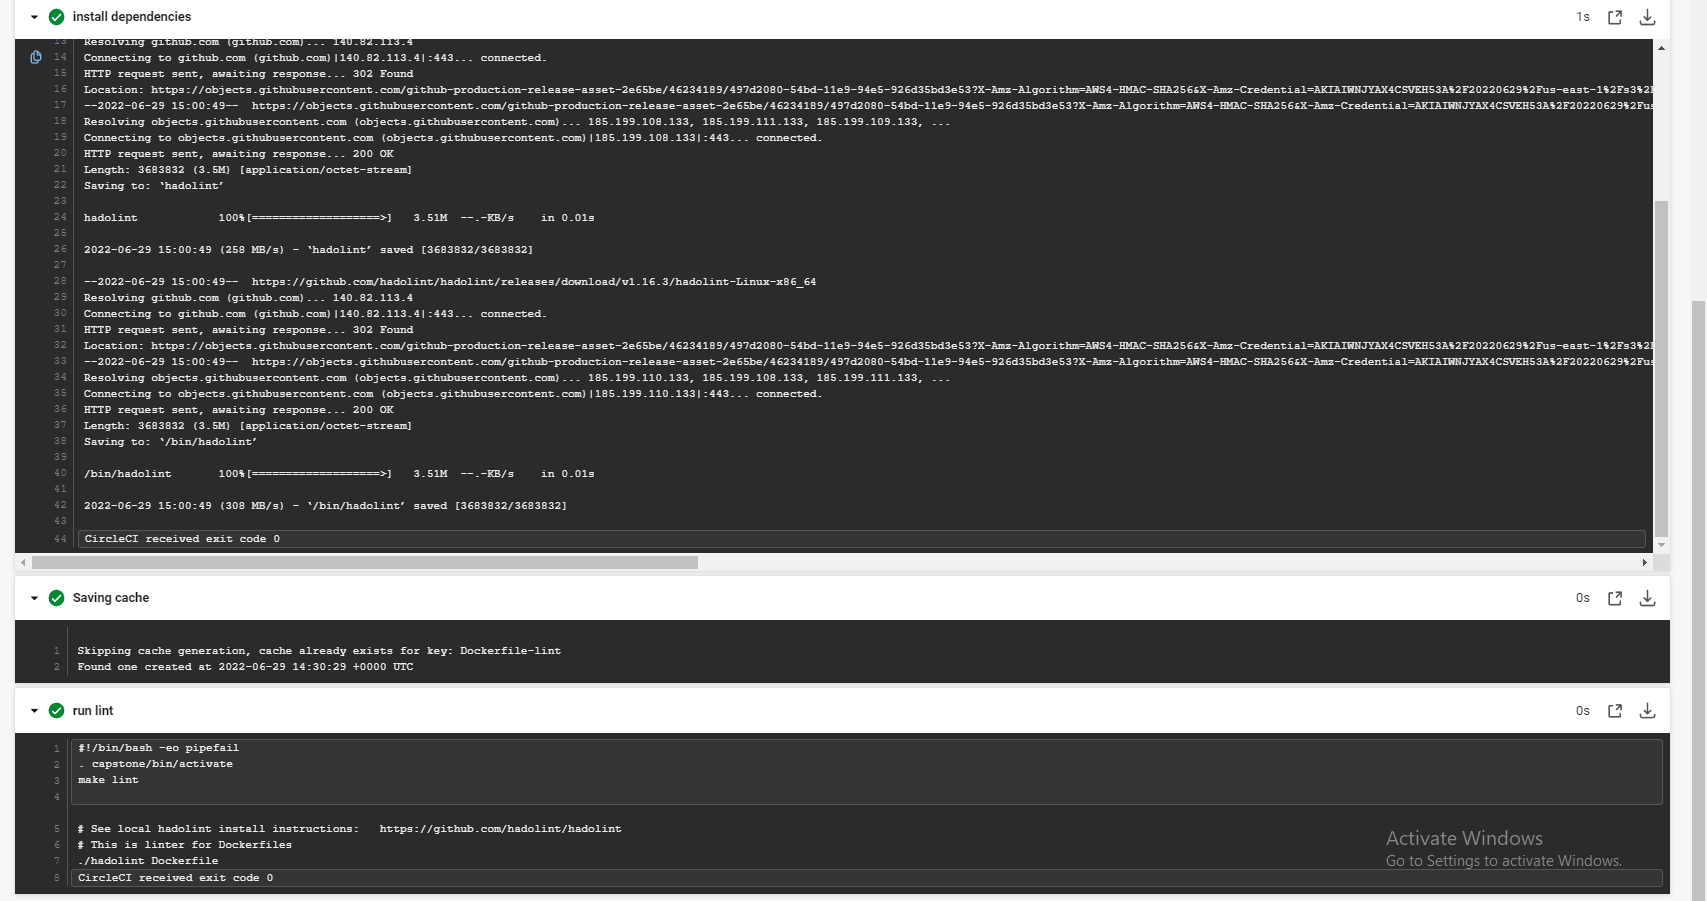 install dependencies
1s
13 Resolving github.com (github.com)... 140.82.113.4
14 Connecting to github.com (github.com)|140.82.113.4|:443... connected.
15 HTTP request sent, awaiting response... 302 Found
16 Location: https://objects.githubusercontent.com/github-production-release-asset-2e65be/46234189/497d2080-54bd-11e9-94e5-926d35bd3e53?X-Amz-Algorithm=AWS4-HMAC-SHA256&X-Amz-Credential=AKIAIWNJYAX4CSVEH53A%2F20220629%2Fus-east-1%2Fs3%2F
17 --2022-06-29 15:00:49--  https://objects.githubusercontent.com/github-production-release-asset-2e65be/46234189/497d2080-54bd-11e9-94e5-926d35bd3e53?X-Amz-Algorithm=AWS4-HMAC-SHA256&X-Amz-Credential=AKIAIWNJYAX4CSVEH53A%2F20220629%2Fus
18 Resolving objects.githubusercontent.com (objects.githubusercontent.com)... 185.199.108.133, 185.199.111.133, 185.199.109.133, ...
19 Connecting to objects.githubusercontent.com (objects.githubusercontent.com)|185.199.108.133|:443... connected.
20 HTTP request sent, awaiting response... 200 OK
21 Length: 3683832 (3.5M) [application/octet-stream]
22 Saving to: ‘hadolint’
23
24 hadolint            100%[===================>]   3.51M  --.-KB/s    in 0.01s
25
26 2022-06-29 15:00:49 (258 MB/s) - ‘hadolint’ saved [3683832/3683832]
27
28 --2022-06-29 15:00:49--  https://github.com/hadolint/hadolint/releases/download/v1.16.3/hadolint-Linux-x86_64
29 Resolving github.com (github.com)... 140.82.113.4
30 Connecting to github.com (github.com)|140.82.113.4|:443... connected.
31 HTTP request sent, awaiting response... 302 Found
32 Location: https://objects.githubusercontent.com/github-production-release-asset-2e65be/46234189/497d2080-54bd-11e9-94e5-926d35bd3e53?X-Amz-Algorithm=AWS4-HMAC-SHA256&X-Amz-Credential=AKIAIWNJYAX4CSVEH53A%2F20220629%2Fus-east-1%2Fs3%2F
33 --2022-06-29 15:00:49--  https://objects.githubusercontent.com/github-production-release-asset-2e65be/46234189/497d2080-54bd-11e9-94e5-926d35bd3e53?X-Amz-Algorithm=AWS4-HMAC-SHA256&X-Amz-Credential=AKIAIWNJYAX4CSVEH53A%2F20220629%2Fus
34 Resolving objects.githubusercontent.com (objects.githubusercontent.com)... 185.199.110.133, 185.199.108.133, 185.199.111.133, ...
35 Connecting to objects.githubusercontent.com (objects.githubusercontent.com)|185.199.110.133|:443... connected.
36 HTTP request sent, awaiting response... 200 OK
37 Length: 3683832 (3.5M) [application/octet-stream]
38 Saving to: ‘/bin/hadolint’
39
40 /bin/hadolint       100%[===================>]   3.51M  --.-KB/s    in 0.01s
41
42 2022-06-29 15:00:49 (308 MB/s) - ‘/bin/hadolint’ saved [3683832/3683832]
43
44 CircleCI received exit code 0
Saving cache
0s
1 Skipping cache generation, cache already exists for key: Dockerfile-lint
2 Found one created at 2022-06-29 14:30:29 +0000 UTC
run lint
0s
1 #!/bin/bash -eo pipefail
2 . capstone/bin/activate
3 make lint
4
5 # See local hadolint install instructions:   https://github.com/hadolint/hadolint
6 # This is linter for Dockerfiles
7 ./hadolint Dockerfile
8 CircleCI received exit code 0
Activate Windows
Go to Settings to activate Windows.